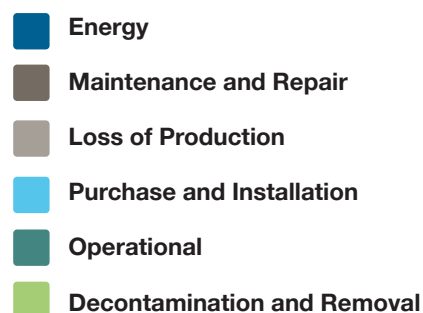 Energy
Maintenance and Repair
Loss of Production
Purchase and Installation
Operational
Decontamination and Removal